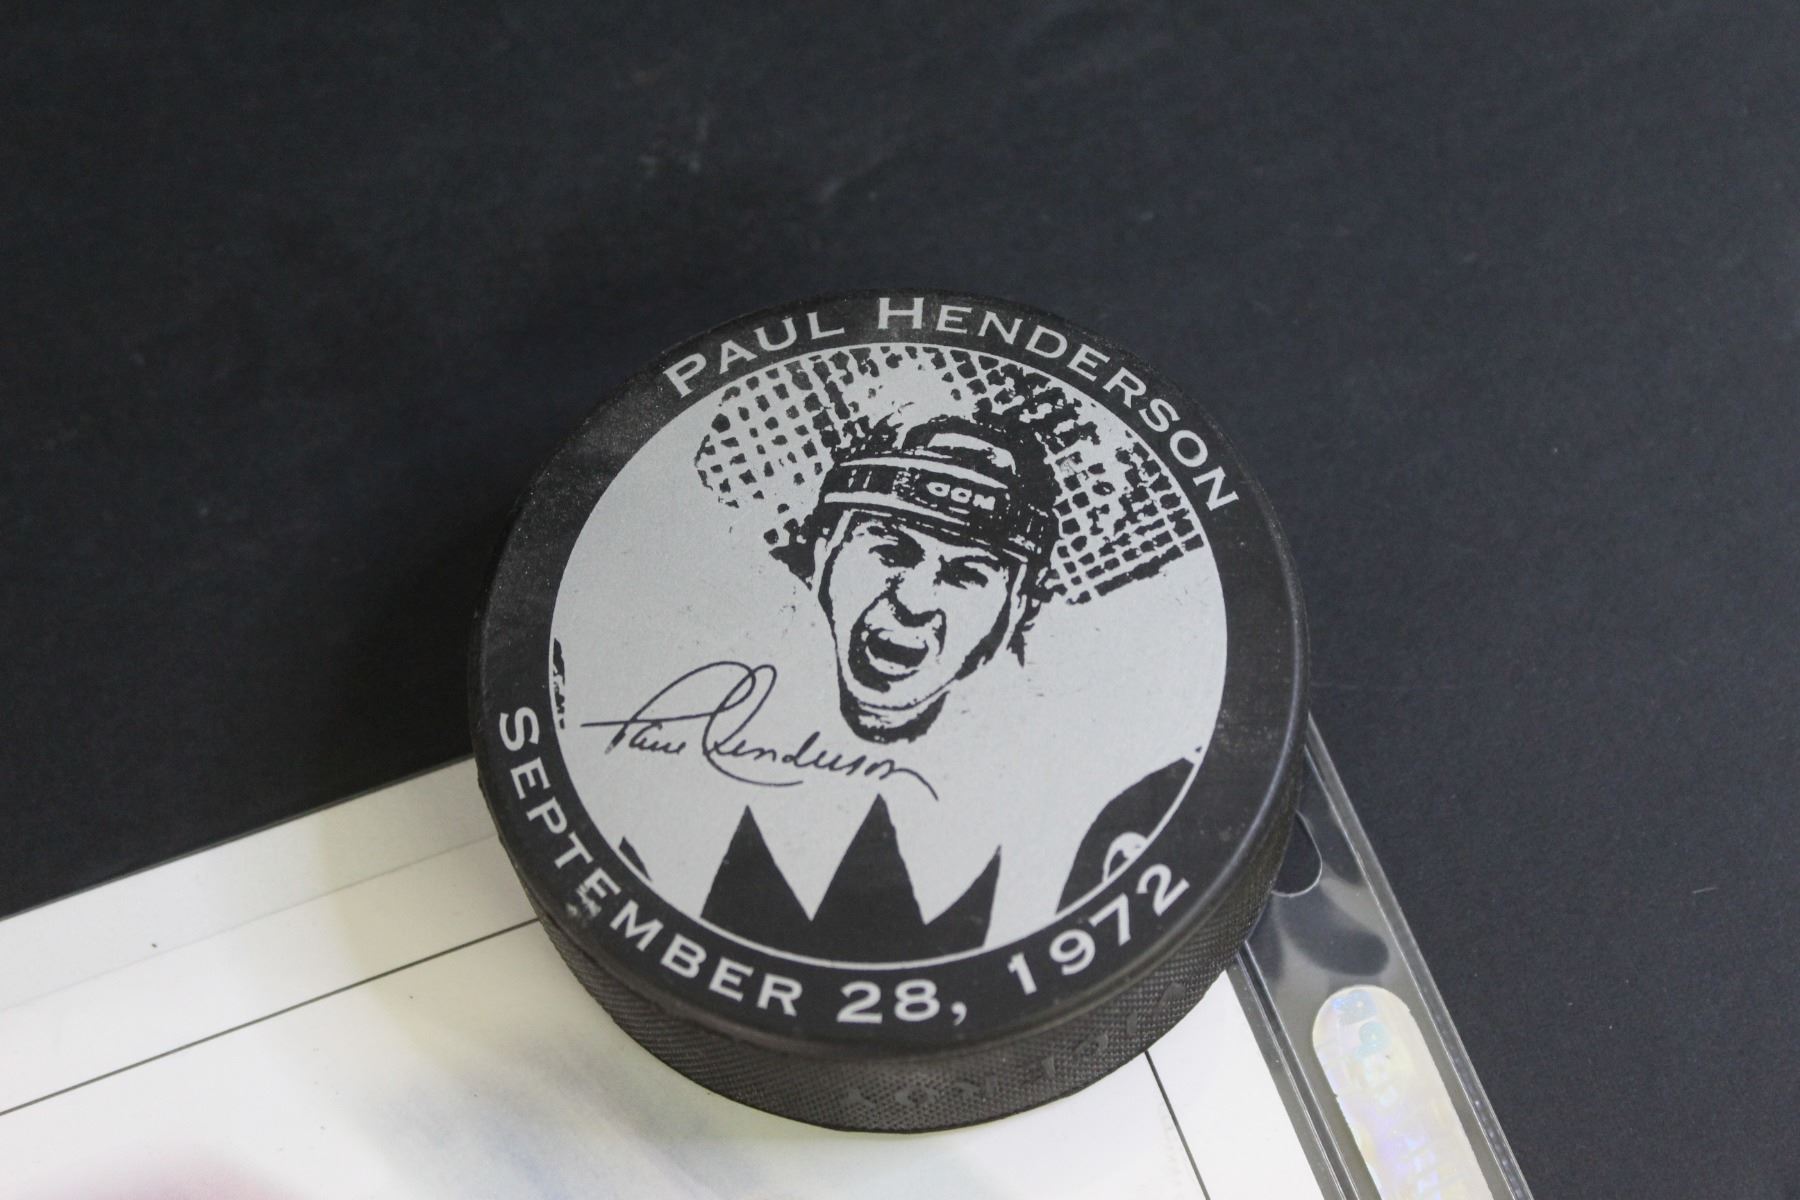 PAUL HENDERSON
CCM
Paul Henderson
SEPTEMBER 28, 1972